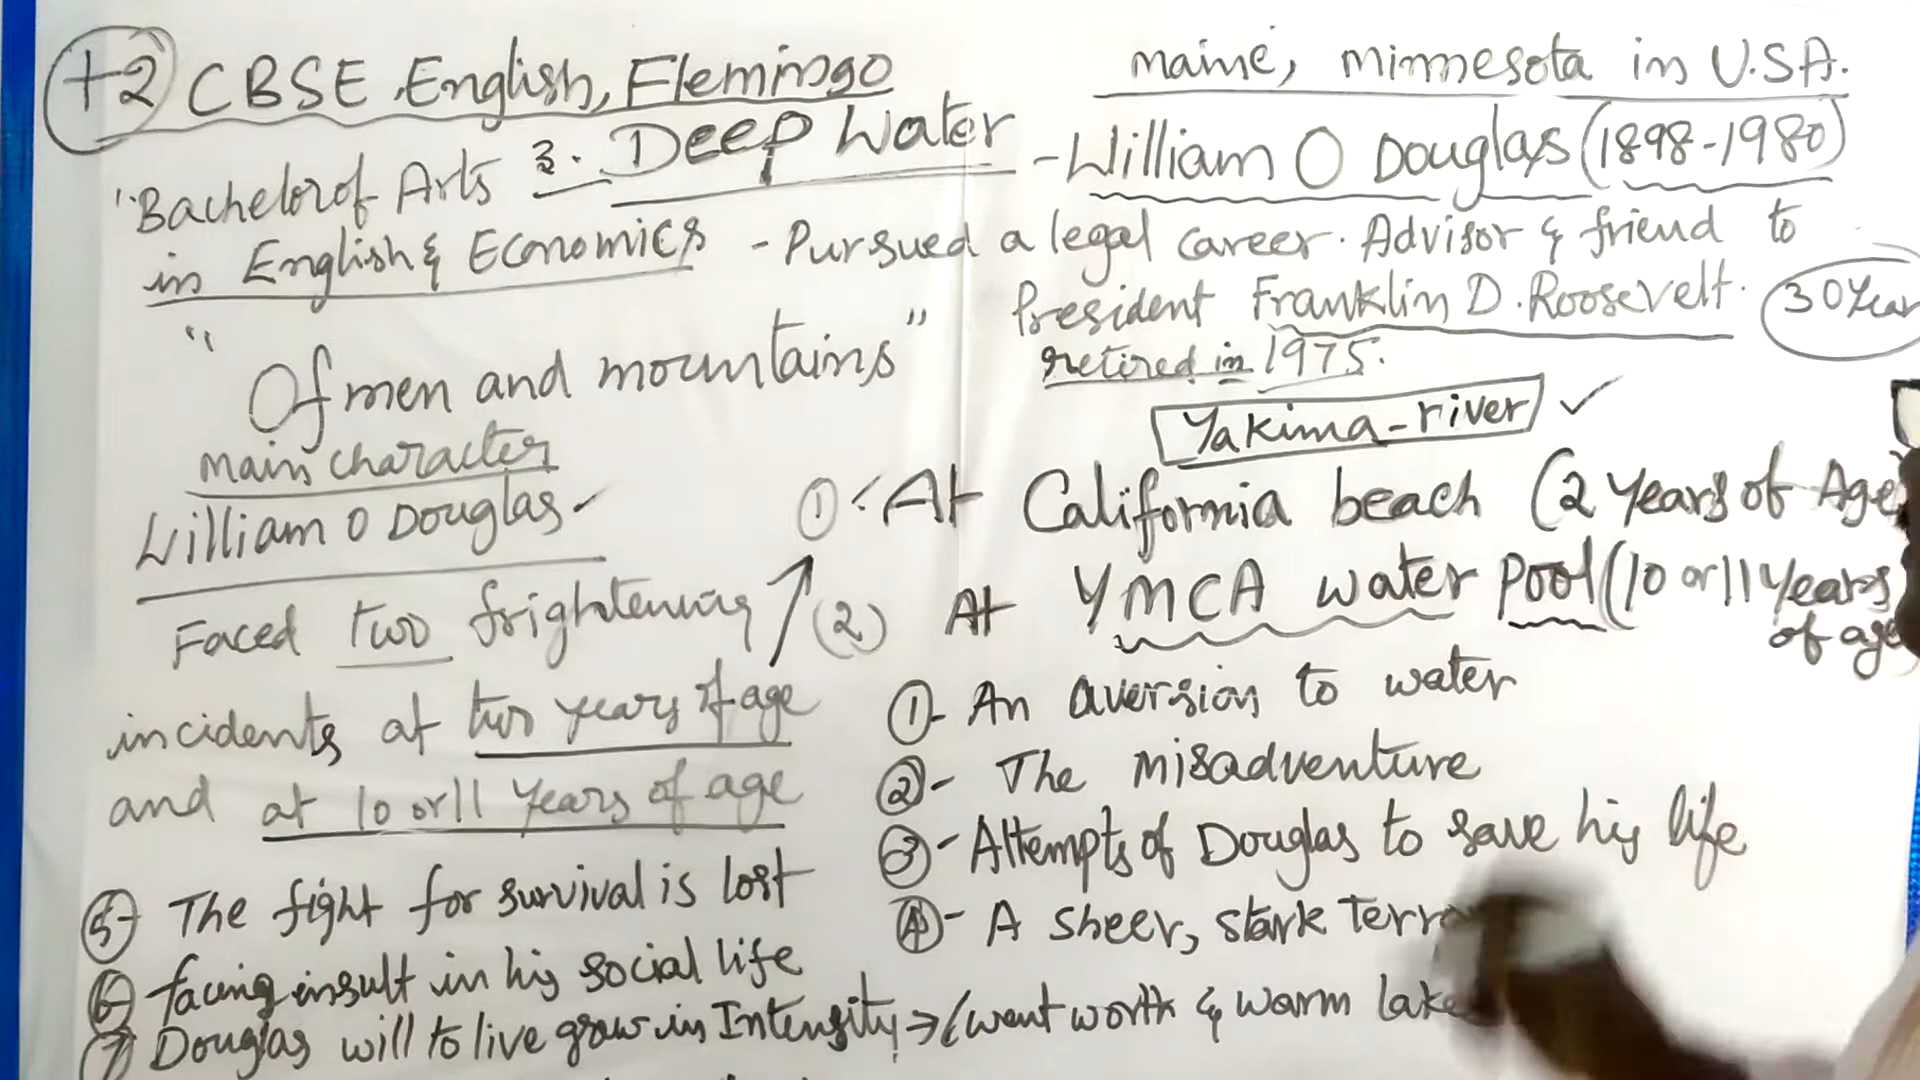 +2 CBSE, English, Flemingo
3. Deep Water
"Bachelor of Arts
in English & Economics
"Of men and mountains"
main character
William O Douglas
Faced two frightening
incidents at two years of age
and at 10 or 11 years of age
maine, minnesota in U.S.A.
- William O Douglas (1898-1980)
- Pursued a legal career. Advisor & friend to
President Franklin D. Roosevelt. 30 Year
retired in 1975.
Yakima-river ✓
① At California beach (2 years of Age
(2) At YMCA water pool (10 or 11 years
of age
①- An aversion to water
②- The misadventure
③- Attempts of Douglas to save his life
④- A sheer, stark terro
⑤- The fight for survival is lost
⑥- facing insult in his social life
⑦ Douglas will to live grow in Intensity → (went worth & warm lake